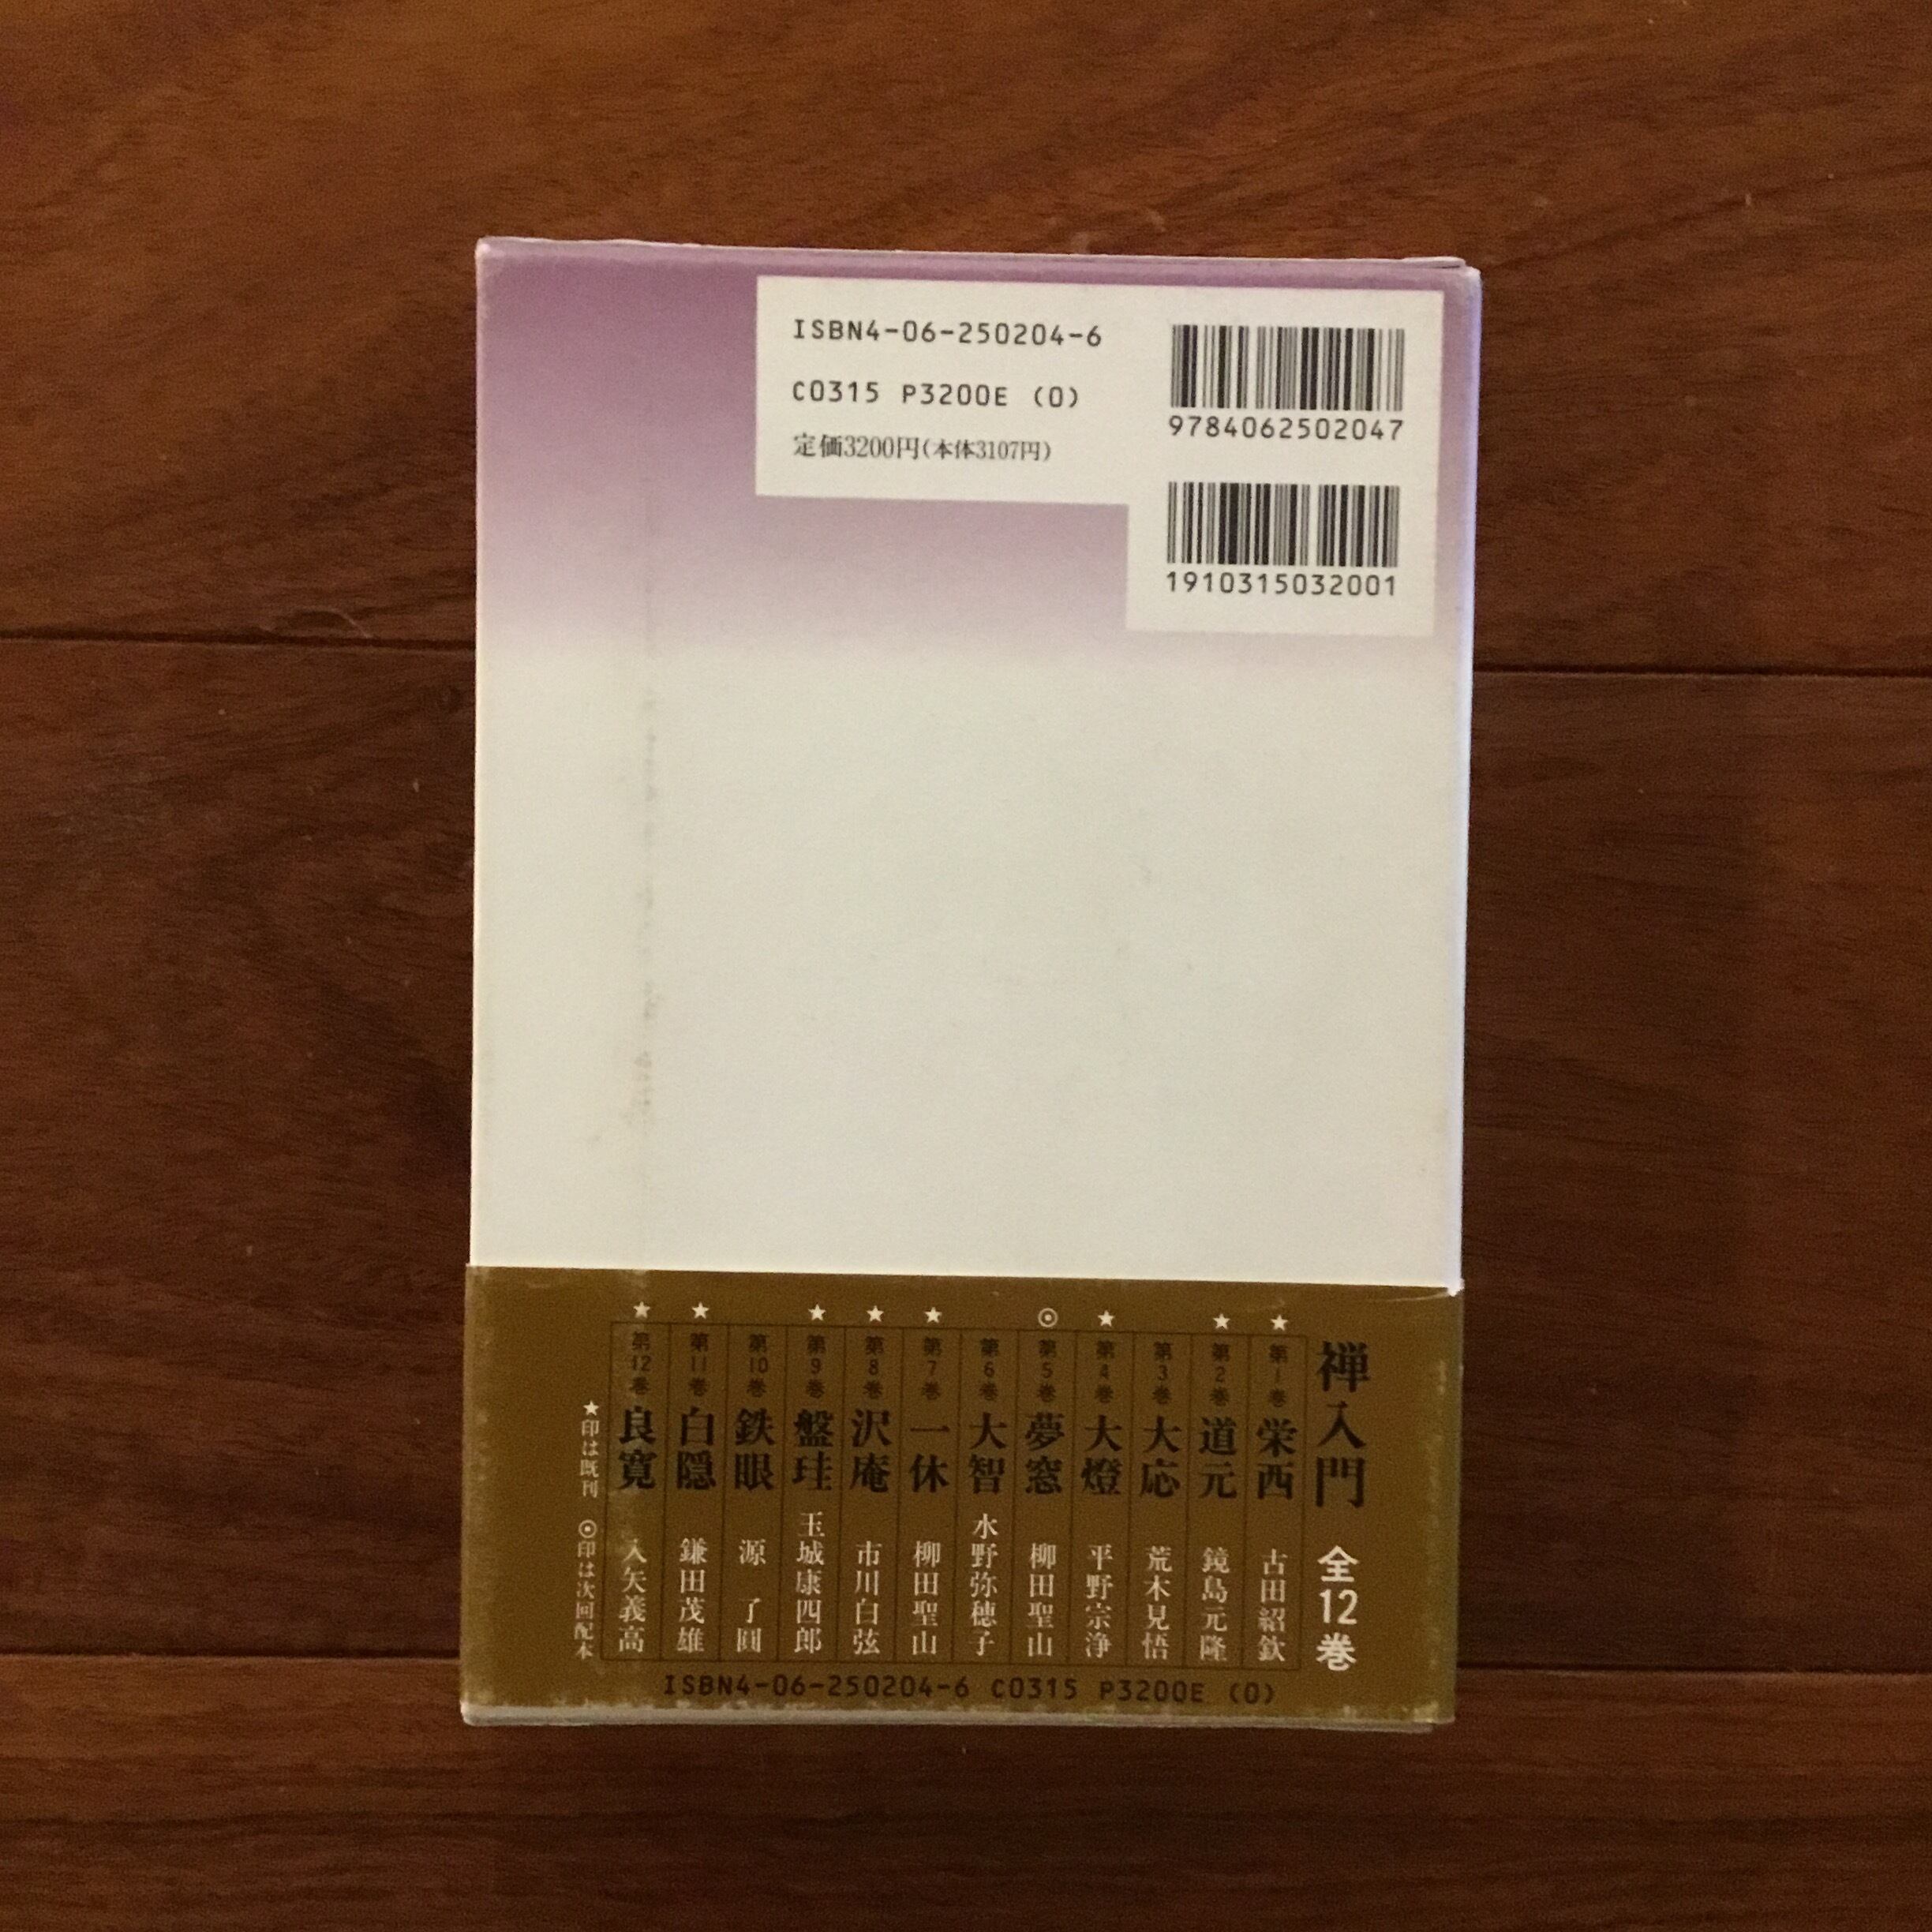 ISBN4-06-250204-6
C0315 P3200E (0)
定価3200円(本体3107円)
9784062502047
1910315032001
禅入門 全12巻
★ 第1巻 栄西 古田紹欽
★ 第2巻 道元 鏡島元隆
第3巻 大応 荒木見悟
★ 第4巻 大燈 平野宗浄
◉ 第5巻 夢窓 柳田聖山
第6巻 大智 水野弥穂子
★ 第7巻 一休 柳田聖山
★ 第8巻 沢庵 市川白弦
★ 第9巻 盤珪 玉城康四郎
第10巻 鉄眼 源 了圓
★ 第11巻 白隠 鎌田茂雄
★ 第12巻 良寛 入矢義高
★印は既刊 ◉印は次回配本
ISBN4-06-250204-6 C0315 P3200E (0)